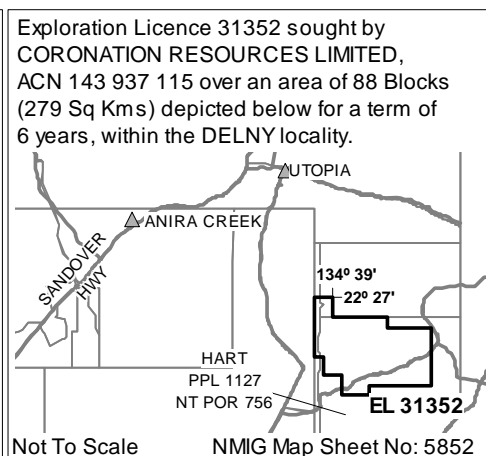 Exploration Licence 31352 sought by
CORONATION RESOURCES LIMITED,
ACN 143 937 115 over an area of 88 Blocks
(279 Sq Kms) depicted below for a term of
6 years, within the DELNY locality.
UTOPIA
ANIRA CREEK
SANDOVER
HWY
134º 39'
22º 27'
HART
PPL 1127
NT POR 756
EL 31352
Not To Scale NMIG Map Sheet No: 5852